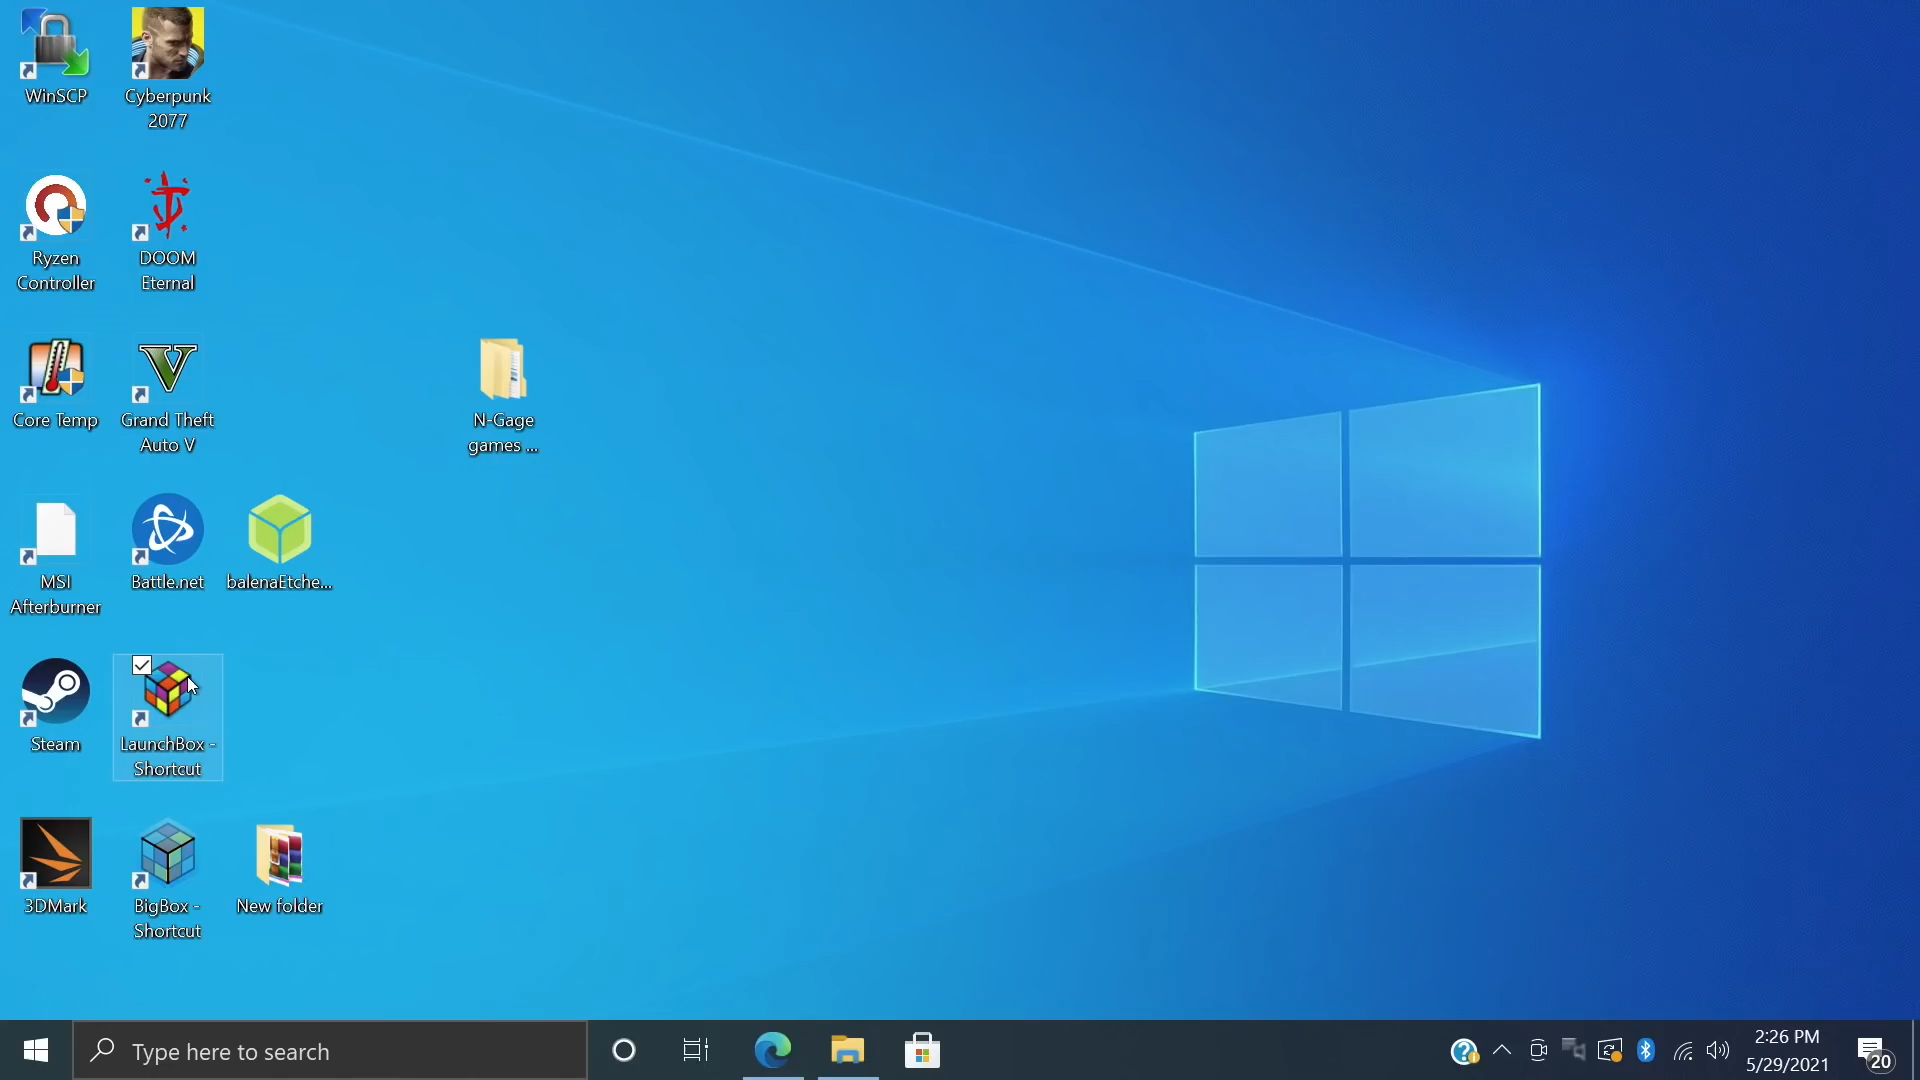 WinSCP
Cyberpunk
2077
Ryzen
Controller
DOOM
Eternal
Core Temp
Grand Theft
Auto V
N-Gage
games ...
MSI
Afterburner
Battle.net
balenaEtche...
Steam
LaunchBox -
Shortcut
3DMark
BigBox -
Shortcut
New folder
Type here to search
2:26 PM
5/29/2021
20